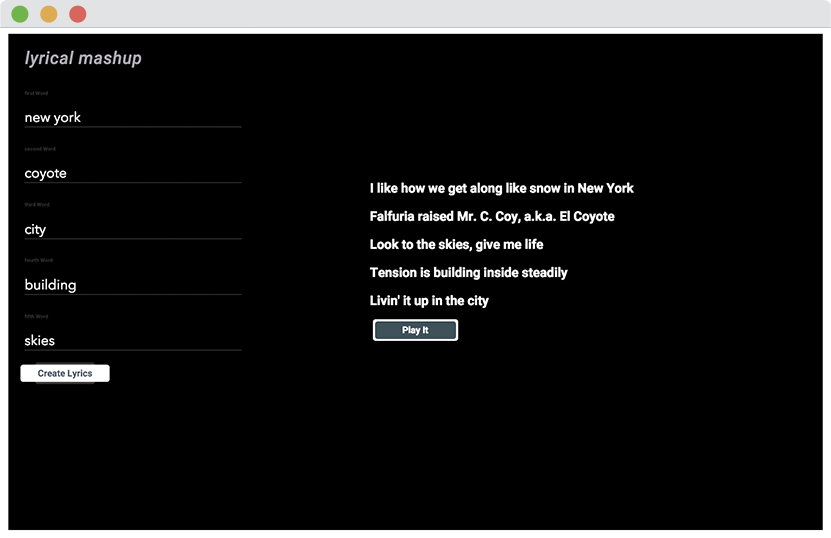 lyrical mashup
first Word
new york
second Word
coyote
third Word
city
fourth Word
building
fifth Word
skies
Create Lyrics
I like how we get along like snow in New York
Falfuria raised Mr. C. Coy, a.k.a. El Coyote
Look to the skies, give me life
Tension is building inside steadily
Livin' it up in the city
Play It